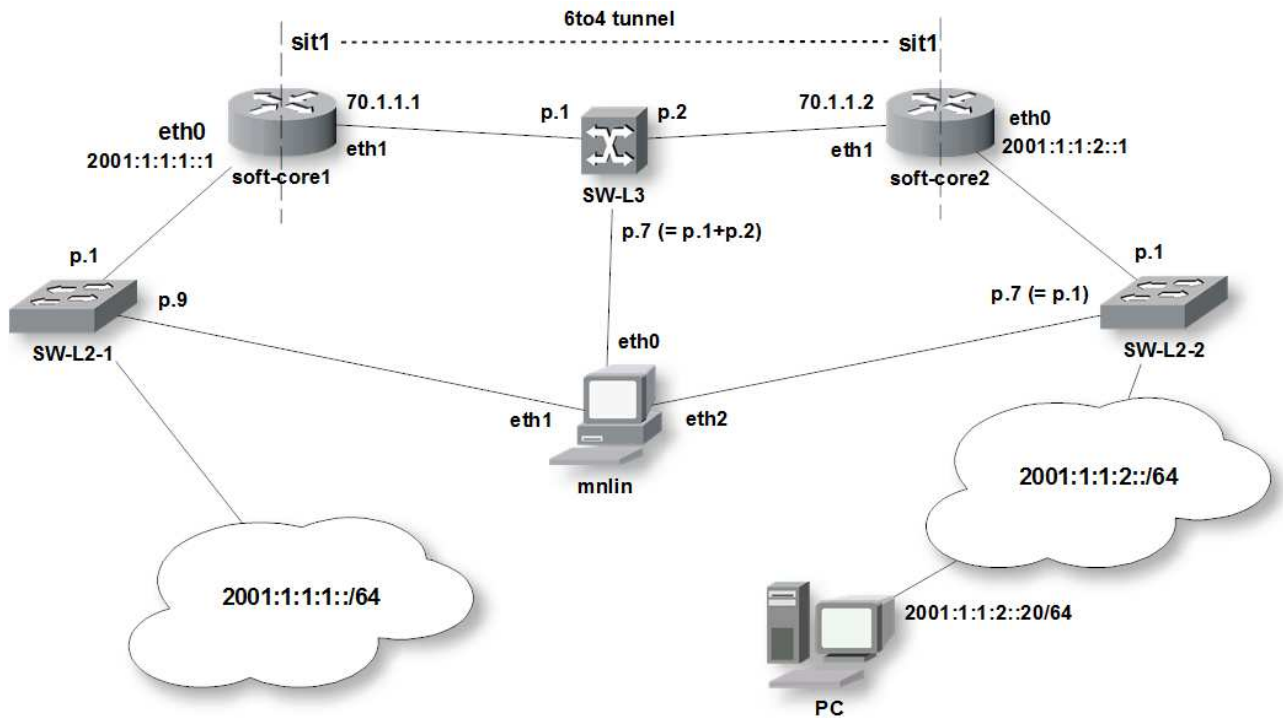 6to4 tunnel
sit1
sit1
70.1.1.1
p.1
p.2
70.1.1.2
eth0
eth0
2001:1:1:1::1
eth1
eth1
2001:1:1:2::1
soft-core1
SW-L3
soft-core2
p.7 (= p.1+p.2)
p.1
p.1
p.9
p.7 (= p.1)
SW-L2-1
eth0
SW-L2-2
eth1
eth2
mnlin
2001:1:1:2::/64
2001:1:1:1::/64
2001:1:1:2::20/64
PC